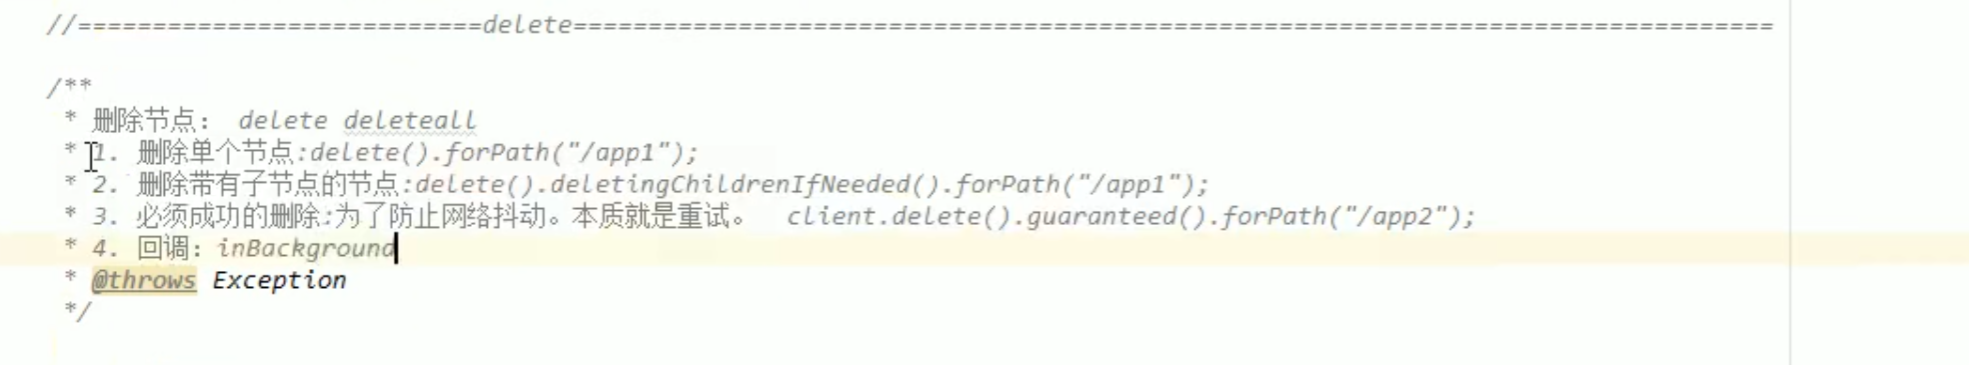 //===========================delete================================================================================
/**
* 删除节点： delete deleteall
* 1. 删除单个节点:delete().forPath("/app1");
* 2. 删除带有子节点的节点:delete().deletingChildrenIfNeeded().forPath("/app1");
* 3. 必须成功的删除:为了防止网络抖动。本质就是重试。  client.delete().guaranteed().forPath("/app2");
* 4. 回调：inBackground
* @throws Exception
*/